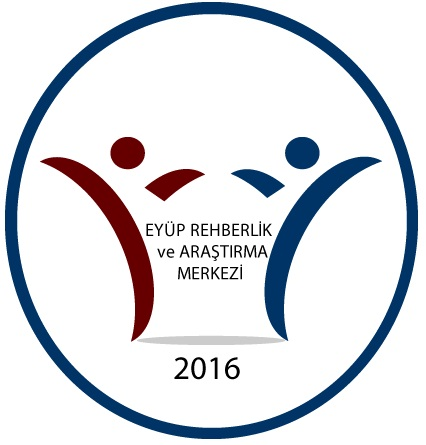 EYÜP REHBERLİK
ve ARAŞTIRMA
MERKEZİ
2016